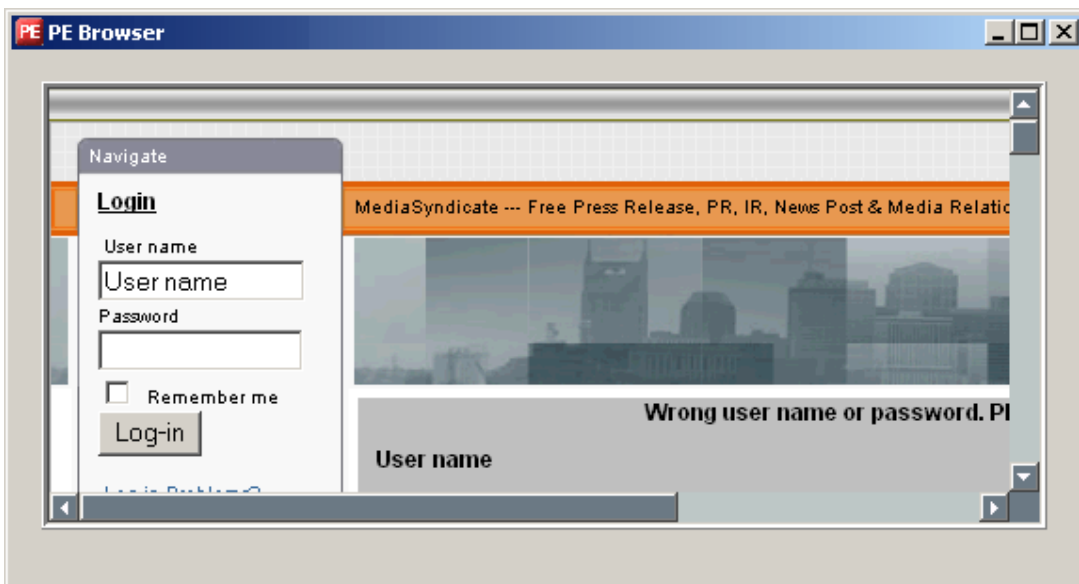 PE PE Browser
Navigate
Login
MediaSyndicate --- Free Press Release, PR, IR, News Post & Media Relatic
User name
User name
Password
Remember me
Log-in
Wrong user name or password. Pl
User name